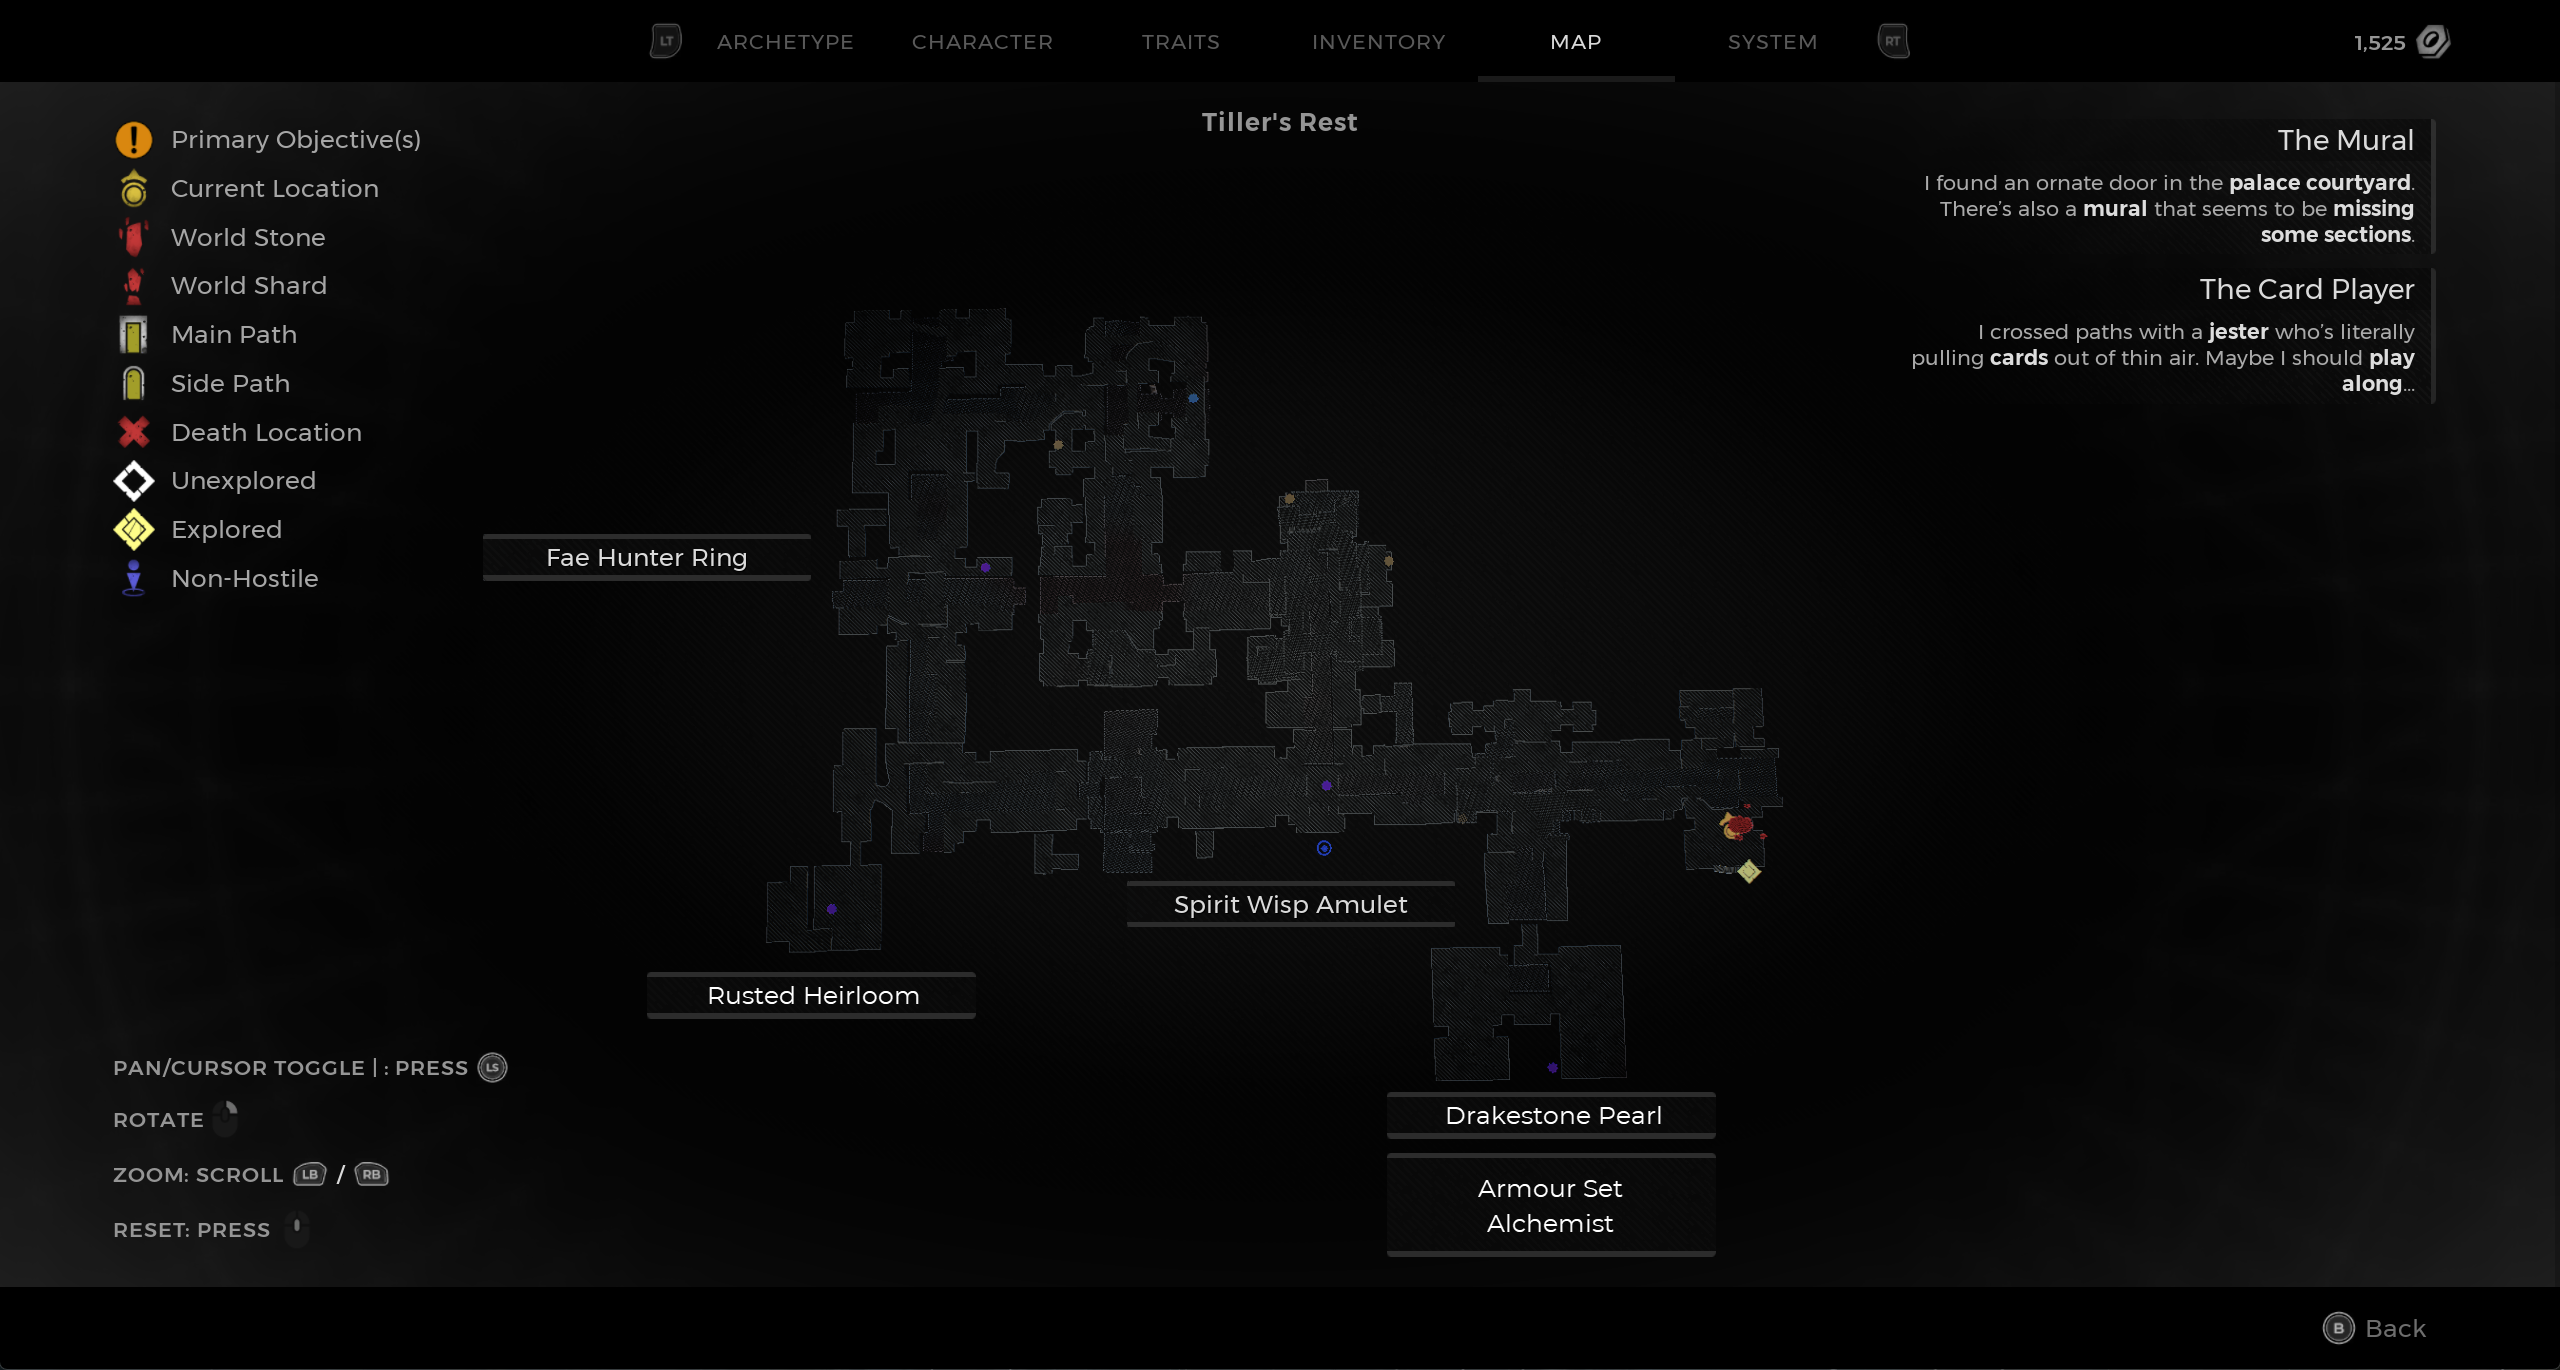 LT ARCHETYPE CHARACTER TRAITS INVENTORY MAP SYSTEM RT 1,525
Tiller's Rest
Primary Objective(s)
Current Location
World Stone
World Shard
Main Path
Side Path
Death Location
Unexplored
Explored
Non-Hostile
The Mural
I found an ornate door in the palace courtyard.
There's also a mural that seems to be missing
some sections.
The Card Player
I crossed paths with a jester who's literally
pulling cards out of thin air. Maybe I should play
along...
Fae Hunter Ring
Spirit Wisp Amulet
Rusted Heirloom
Drakestone Pearl
Armour Set
Alchemist
PAN/CURSOR TOGGLE | : PRESS LS
ROTATE
ZOOM: SCROLL LB / RB
RESET: PRESS
B Back